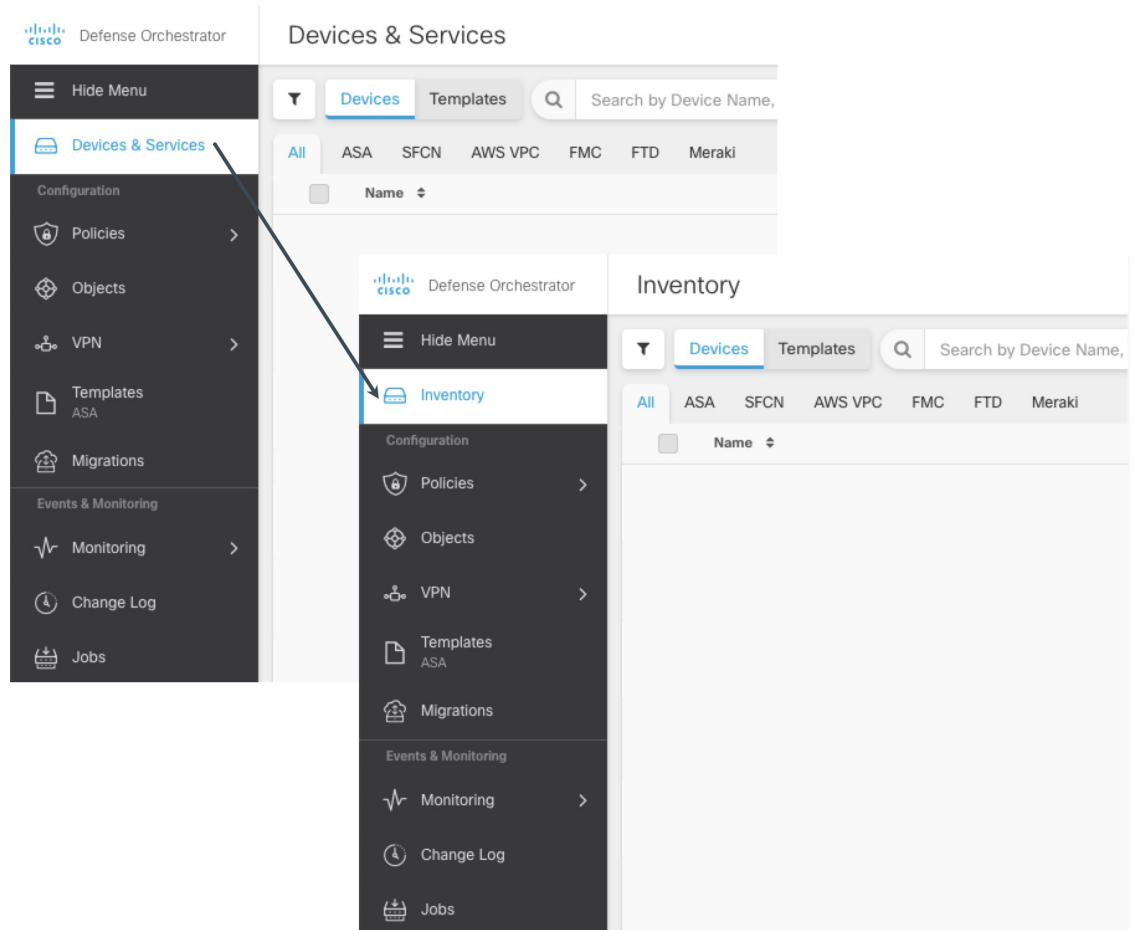 CISCO Defense Orchestrator
Devices & Services
Hide Menu
Devices Templates Search by Device Name,
Devices & Services
All ASA SFCN AWS VPC FMC FTD Meraki
Configuration
Name
Policies
Objects
VPN
Templates
ASA
Migrations
Events & Monitoring
Monitoring
Change Log
Jobs
CISCO Defense Orchestrator
Inventory
Hide Menu
Devices Templates Search by Device Name,
Inventory
All ASA SFCN AWS VPC FMC FTD Meraki
Configuration
Name
Policies
Objects
VPN
Templates
ASA
Migrations
Events & Monitoring
Monitoring
Change Log
Jobs